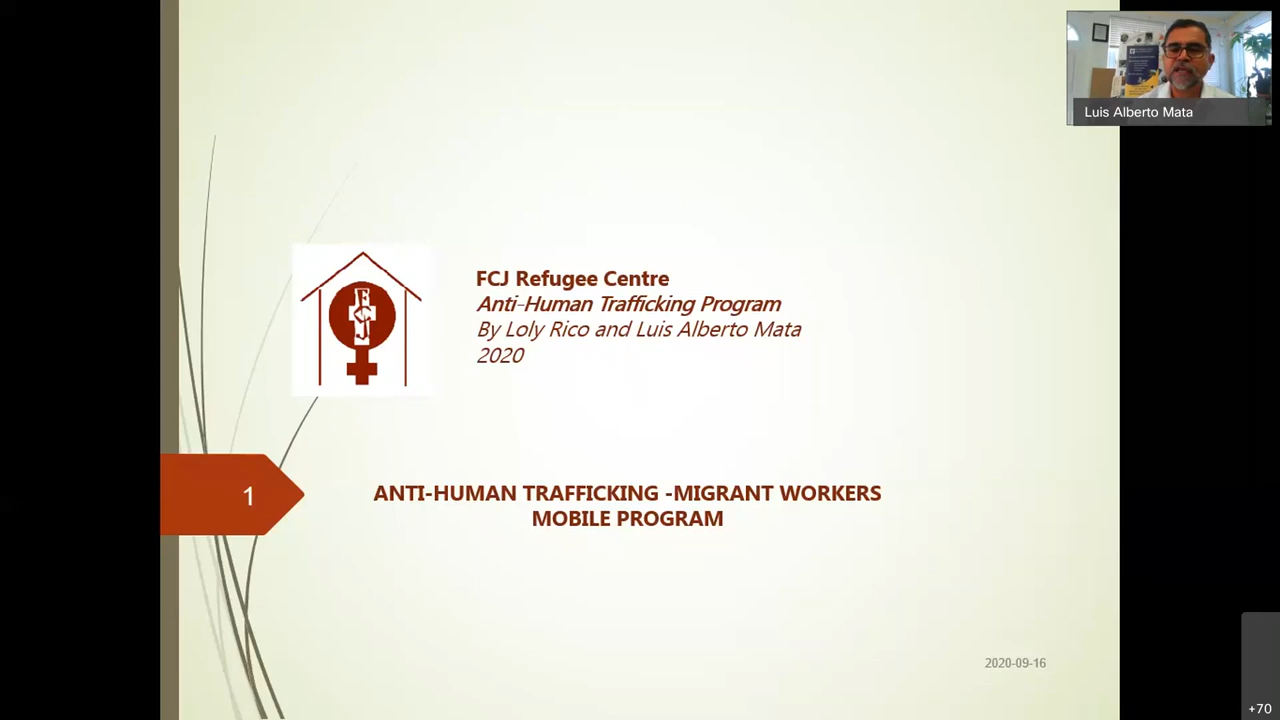 Luis Alberto Mata
FCJ Refugee Centre
Anti-Human Trafficking Program
By Loly Rico and Luis Alberto Mata
2020
FCJ
1
ANTI-HUMAN TRAFFICKING -MIGRANT WORKERS
MOBILE PROGRAM
2020-09-16
+70